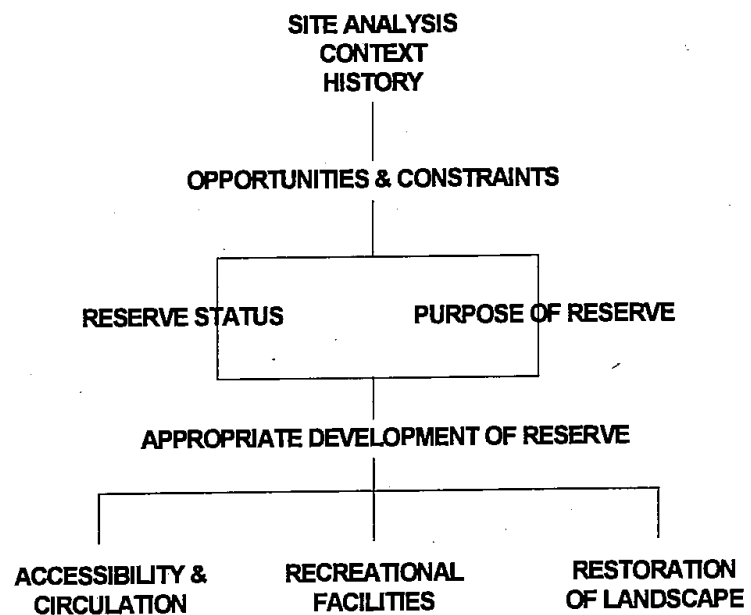 SITE ANALYSIS
CONTEXT
HISTORY
OPPORTUNITIES & CONSTRAINTS
RESERVE STATUS
PURPOSE OF RESERVE
APPROPRIATE DEVELOPMENT OF RESERVE
ACCESSIBILITY &
CIRCULATION
RECREATIONAL
FACILITIES
RESTORATION
OF LANDSCAPE